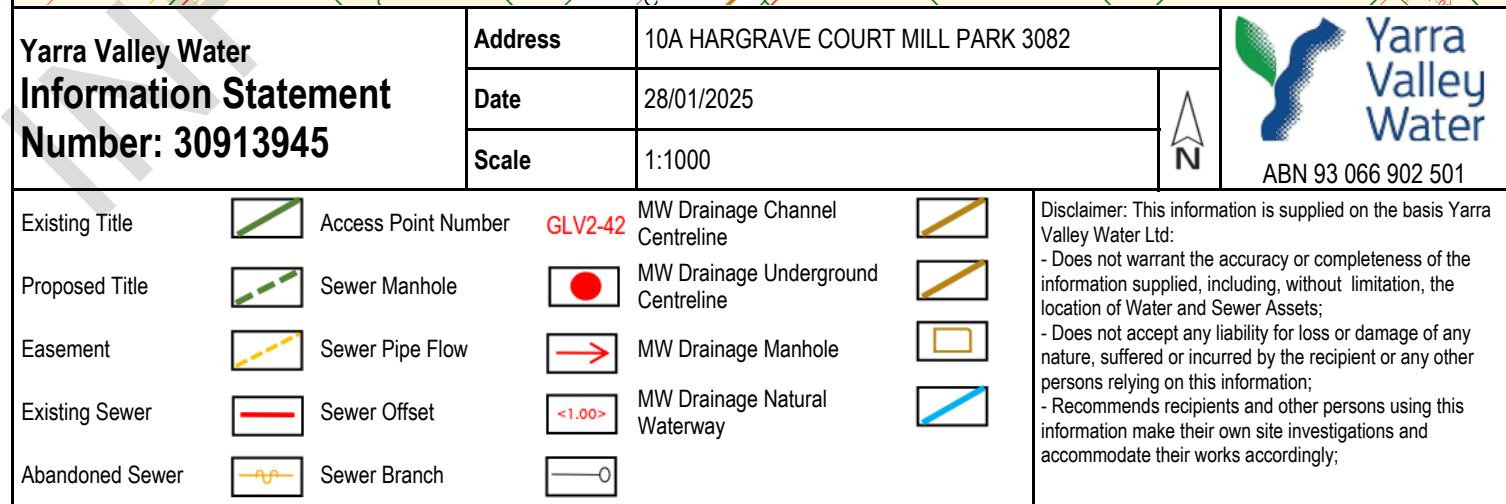 Yarra Valley Water
Information Statement
Number: 30913945
Address
10A HARGRAVE COURT MILL PARK 3082
Date
28/01/2025
Scale
1:1000
N
Yarra
Valley
Water
ABN 93 066 902 501
Existing Title
Proposed Title
Easement
Existing Sewer
Abandoned Sewer
Access Point Number
GLV2-42
Sewer Manhole
Sewer Pipe Flow
Sewer Offset
<1.00>
Sewer Branch
MW Drainage Channel
Centreline
MW Drainage Underground
Centreline
MW Drainage Manhole
MW Drainage Natural
Waterway
Disclaimer: This information is supplied on the basis Yarra
Valley Water Ltd:
- Does not warrant the accuracy or completeness of the
information supplied, including, without limitation, the
location of Water and Sewer Assets;
- Does not accept any liability for loss or damage of any
nature, suffered or incurred by the recipient or any other
persons relying on this information;
- Recommends recipients and other persons using this
information make their own site investigations and
accommodate their works accordingly;